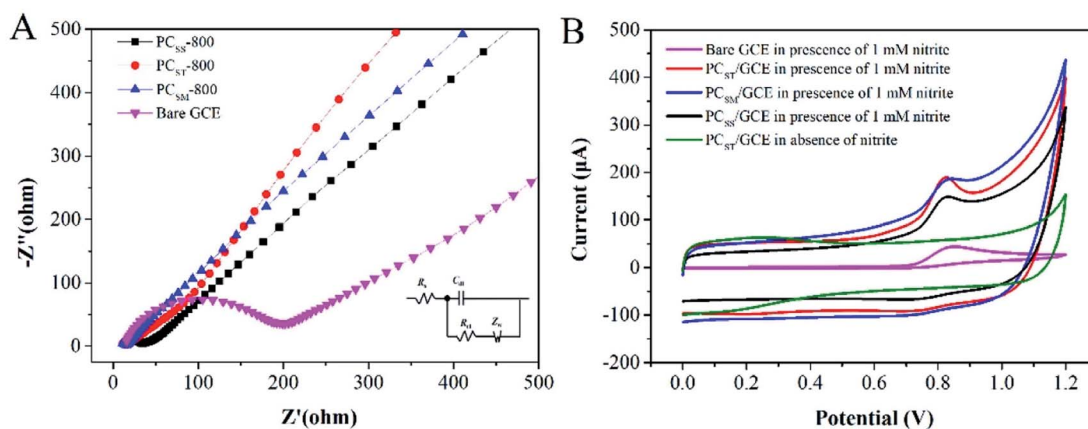 A
500
400
300
200
100
0
-Z''(ohm)
PC_SS-800
PC_ST-800
PC_SM-800
Bare GCE
R_s
C_dl
R_ct
Z_w
0
100
200
300
400
500
Z'(ohm)
B
500
400
300
200
100
0
-100
-200
Current (μA)
Bare GCE in prescence of 1 mM nitrite
PC_ST/GCE in prescence of 1 mM nitrite
PC_SM/GCE in prescence of 1 mM nitrite
PC_SS/GCE in prescence of 1 mM nitrite
PC_ST/GCE in absence of nitrite
0.0
0.2
0.4
0.6
0.8
1.0
1.2
Potential (V)